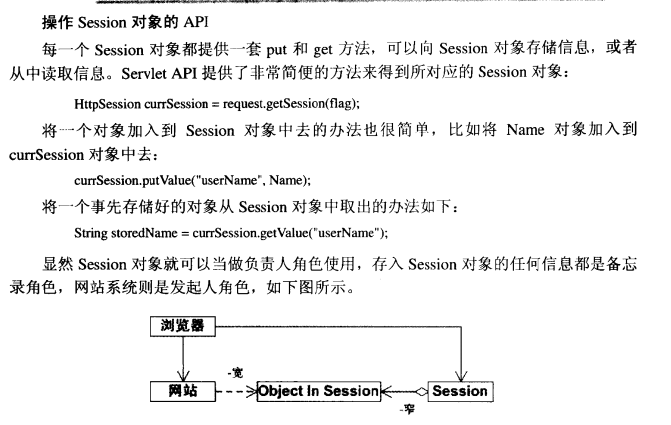 操作 Session 对象的 API
每一个 Session 对象都提供一套 put 和 get 方法，可以向 Session 对象存储信息，或者
从中读取信息。Servlet API 提供了非常简便的方法来得到所对应的 Session 对象：
HttpSession currSession = request.getSession(flag);
将一个对象加入到 Session 对象中去的办法也很简单，比如将 Name 对象加入到
currSession 对象中去：
currSession.putValue("userName", Name);
将一个事先存储好的对象从 Session 对象中取出的办法如下：
String storedName = currSession.getValue("userName");
显然 Session 对象就可以当做负责人角色使用，存入 Session 对象的任何信息都是备忘
录角色，网站系统则是发起人角色，如下图所示。
浏览器
-宽
网站
Object In Session
Session
-窄